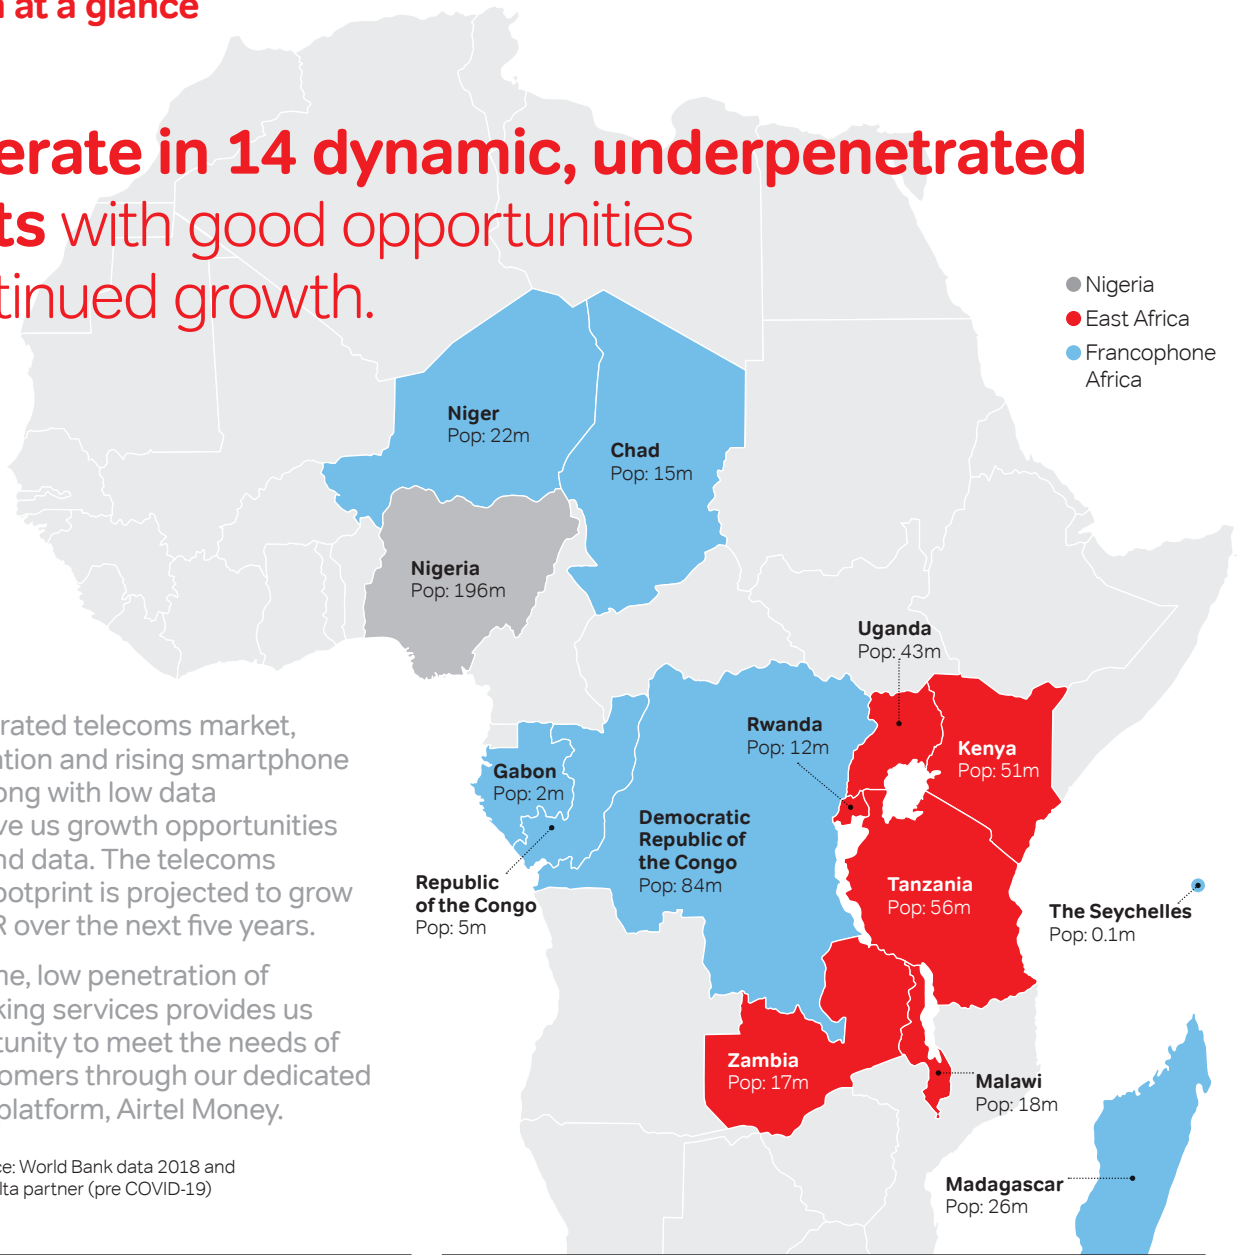 at a glance
erate in 14 dynamic, underpenetrated
ts with good opportunities
tinued growth.
Nigeria
East Africa
Francophone
Africa
Niger
Pop: 22m
Chad
Pop: 15m
Nigeria
Pop: 196m
Uganda
Pop: 43m
Rwanda
Pop: 12m
Kenya
Pop: 51m
Gabon
Pop: 2m
Democratic
Republic of
the Congo
Pop: 84m
Republic
of the Congo
Pop: 5m
Tanzania
Pop: 56m
The Seychelles
Pop: 0.1m
Zambia
Pop: 17m
Malawi
Pop: 18m
Madagascar
Pop: 26m
rated telecoms market,
ation and rising smartphone
ong with low data
ve us growth opportunities
nd data. The telecoms
ootprint is projected to grow
R over the next five years.
me, low penetration of
king services provides us
tunity to meet the needs of
omers through our dedicated
platform, Airtel Money.
ce: World Bank data 2018 and
lta partner (pre COVID-19)